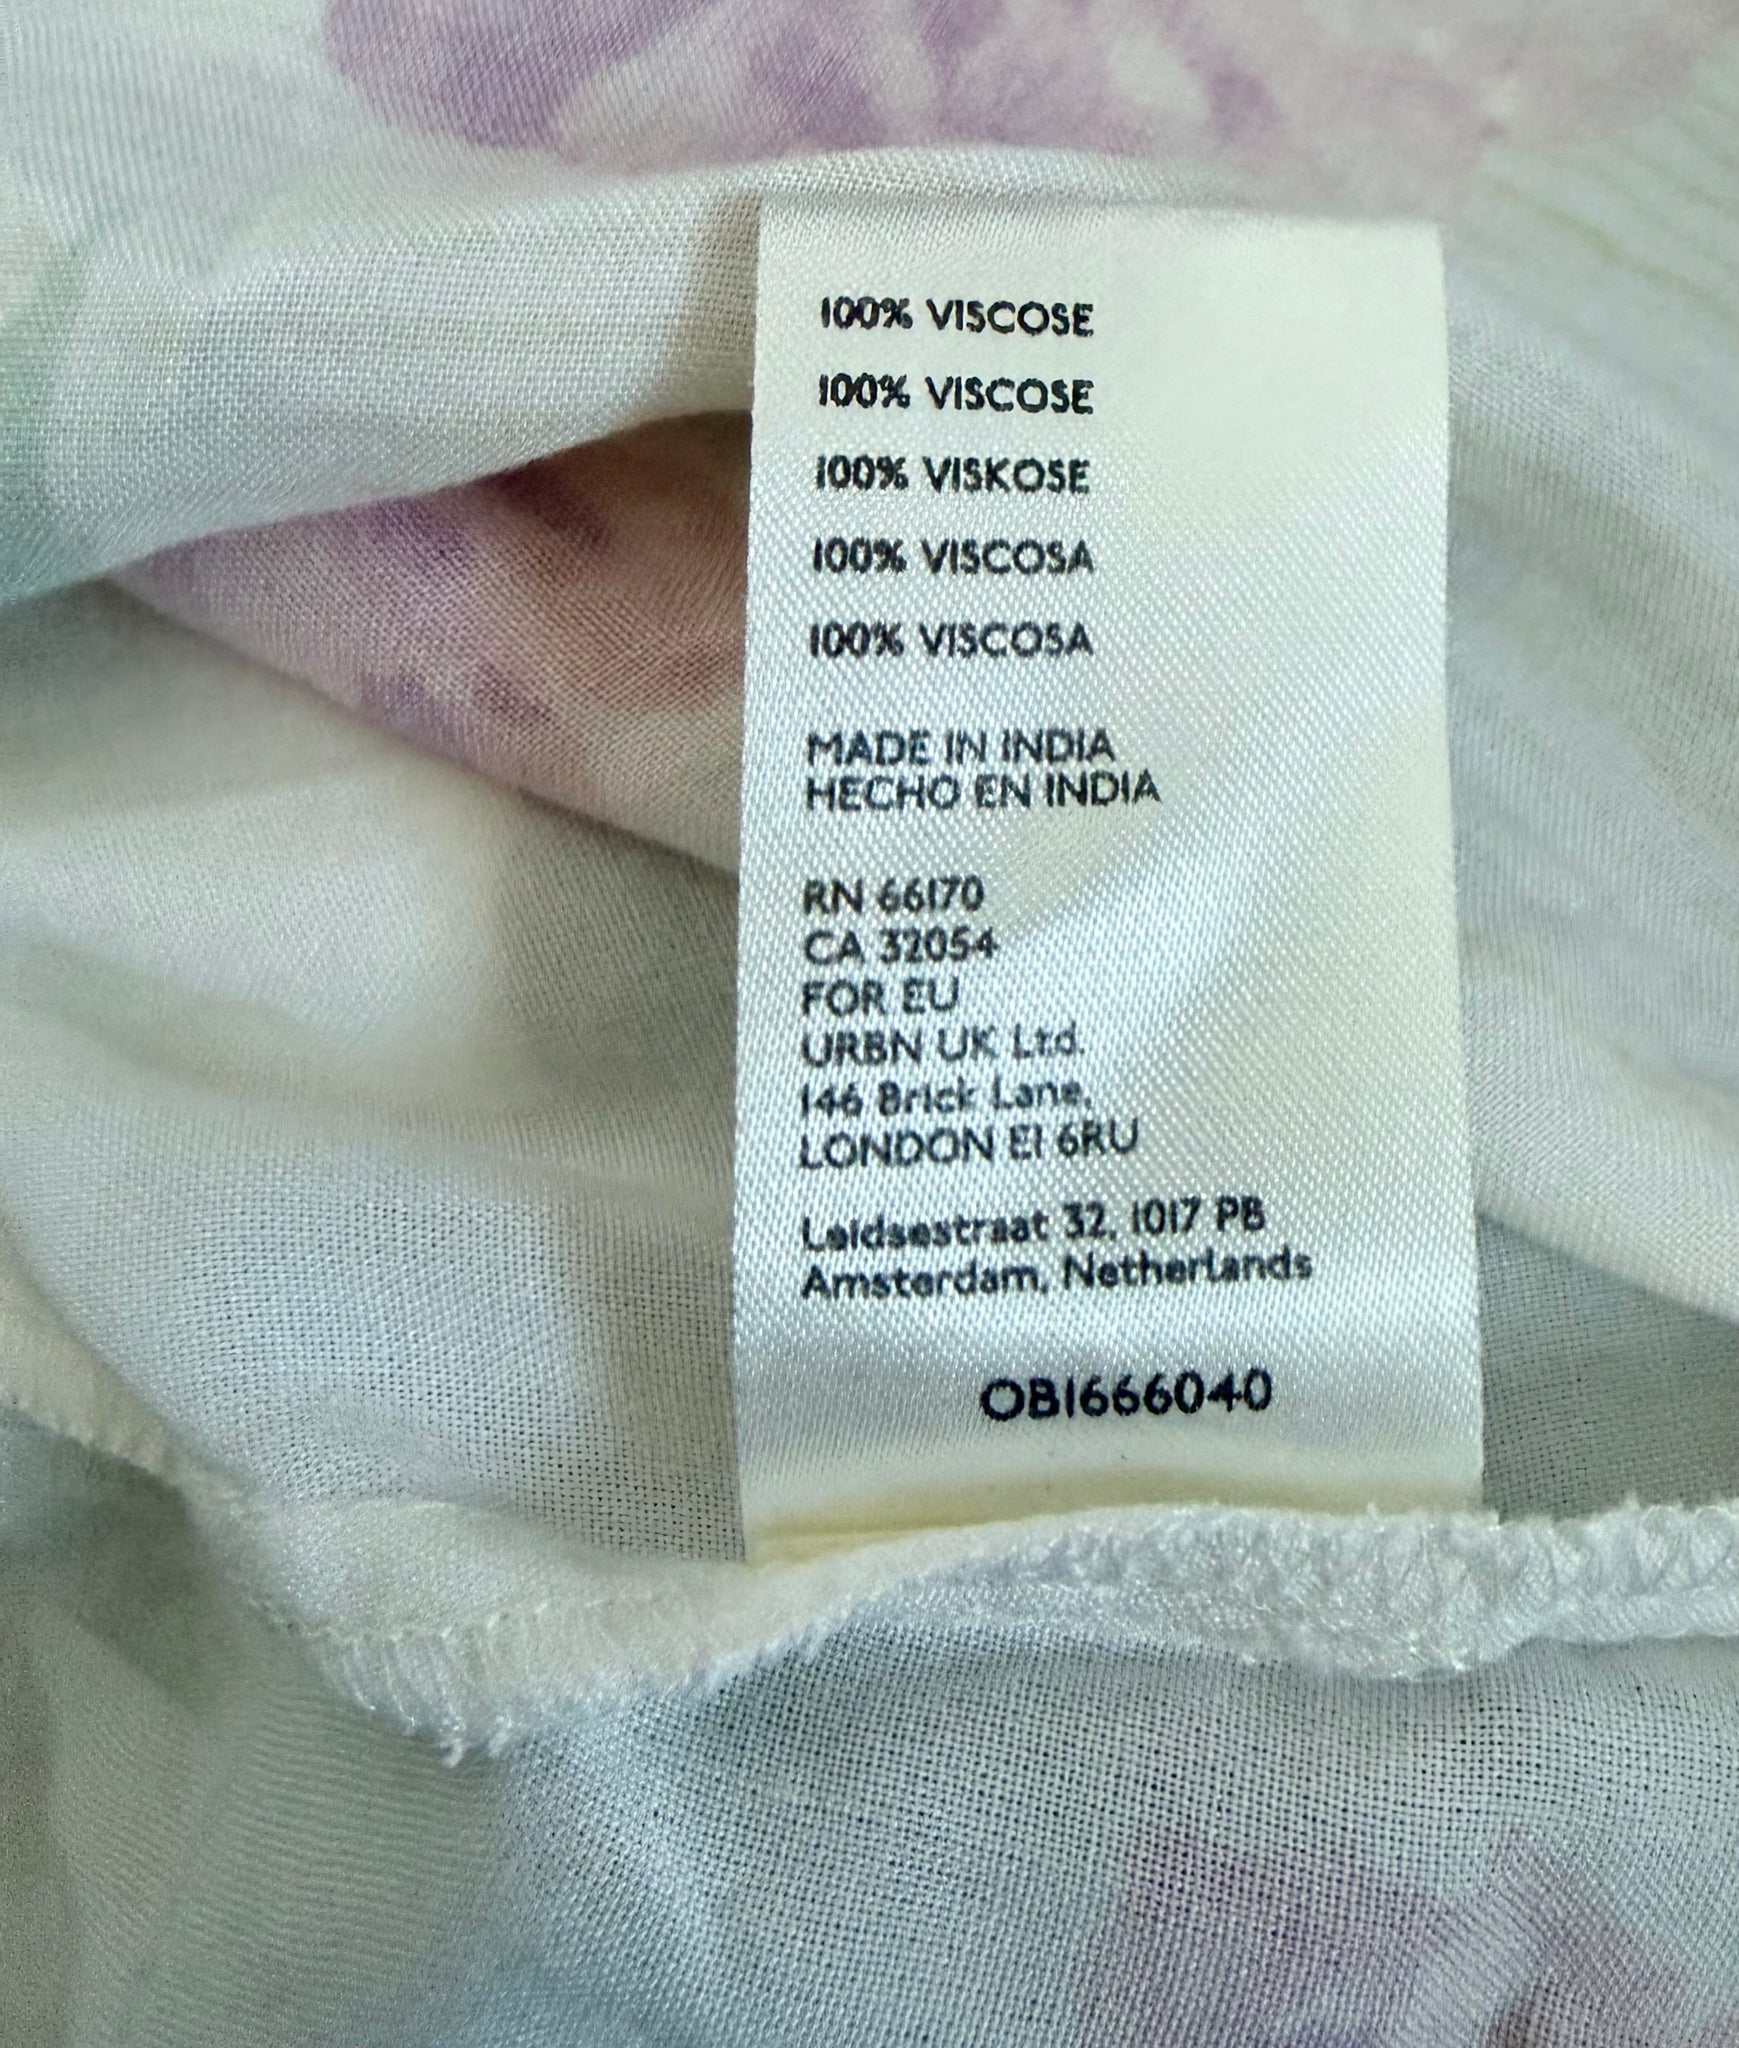 100% VISCOSE
100% VISCOSE
100% VISKOSE
100% VISCOSA
100% VISCOSA
MADE IN INDIA
HECHO EN INDIA
RN 66170
CA 32054
FOR EU
URBN UK Ltd.
146 Brick Lane,
LONDON E1 6RU
Leidsestraat 32, 1017 PB
Amsterdam, Netherlands
OB1666040